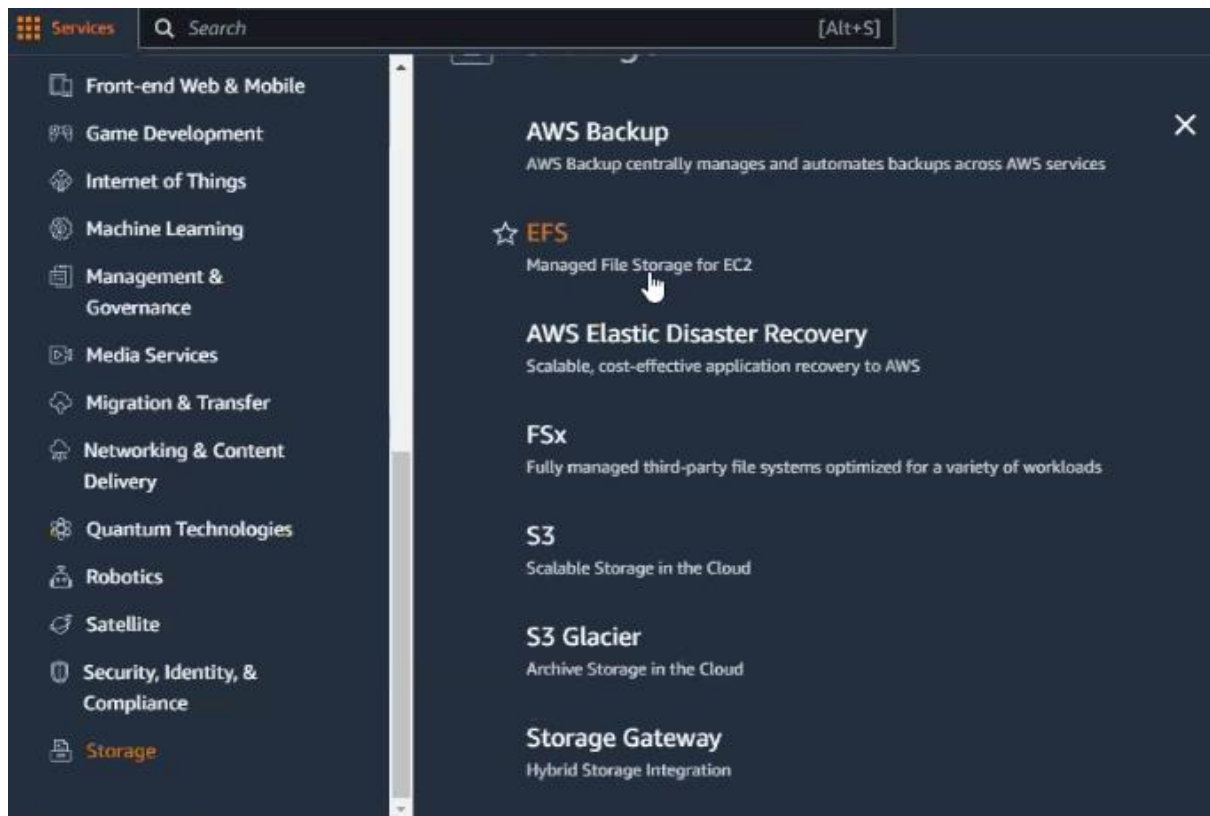 Services
Search
[Alt+S]
Front-end Web & Mobile
Game Development
Internet of Things
Machine Learning
Management &
Governance
Media Services
Migration & Transfer
Networking & Content
Delivery
Quantum Technologies
Robotics
Satellite
Security, Identity, &
Compliance
Storage
AWS Backup
AWS Backup centrally manages and automates backups across AWS services
EFS
Managed File Storage for EC2
AWS Elastic Disaster Recovery
Scalable, cost-effective application recovery to AWS
FSx
Fully managed third-party file systems optimized for a variety of workloads
S3
Scalable Storage in the Cloud
S3 Glacier
Archive Storage in the Cloud
Storage Gateway
Hybrid Storage Integration